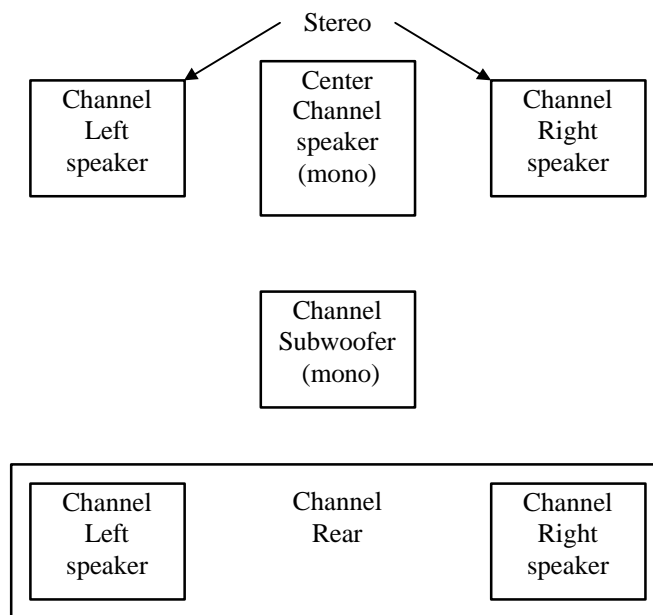 Stereo
Channel
Left
speaker
Center
Channel
speaker
(mono)
Channel
Right
speaker
Channel
Subwoofer
(mono)
Channel
Left
speaker
Channel
Rear
Channel
Right
speaker